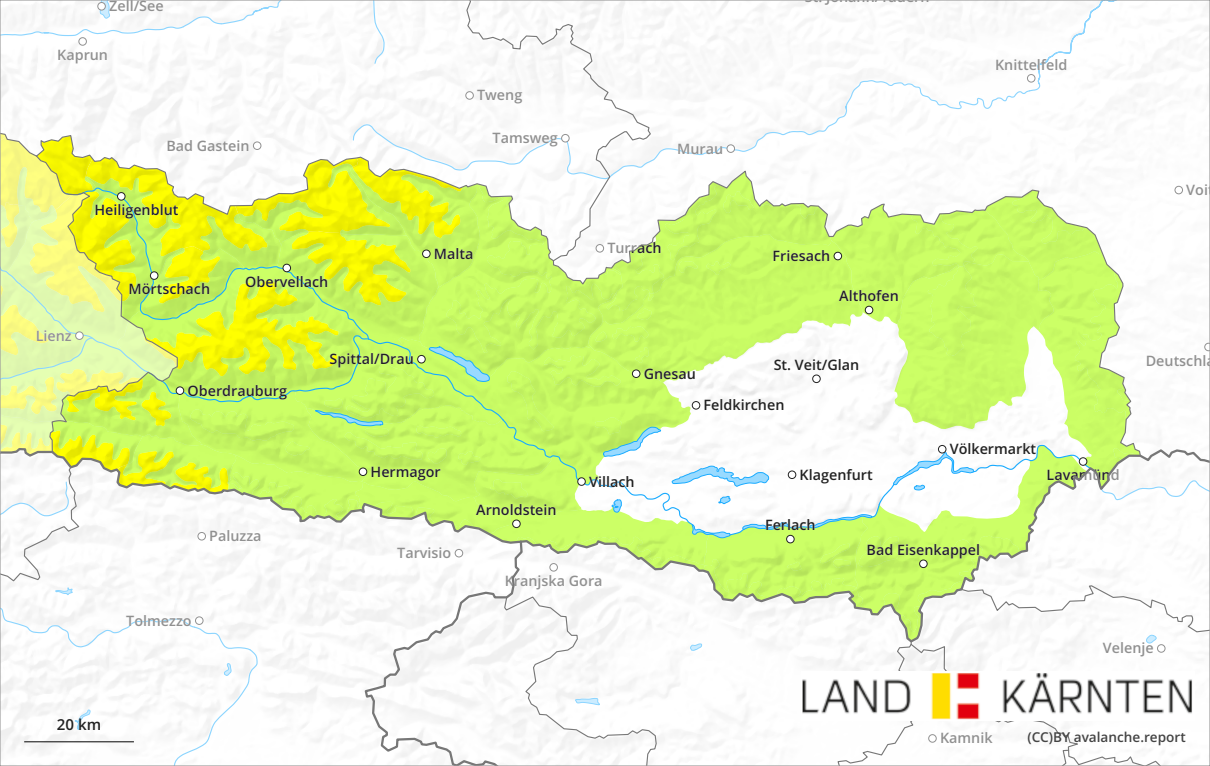 Zell/See
Kaprun
Knittelfeld
Tweng
Tamsweg
Bad Gastein
Murau
Heiligenblut
Turrach
Malta
Friesach
Mörtschach
Obervellach
Althofen
Lienz
Spittal/Drau
St. Veit/Glan
Gnesau
Oberdrauburg
Feldkirchen
Völkermarkt
Hermagor
Klagenfurt
Lavamünd
Villach
Arnoldstein
Ferlach
Paluzza
Tarvisio
Bad Eisenkappel
Kranjska Gora
Tolmezzo
Velenje
LAND KÄRNTEN
20 km
Kamnik
(CC)BY avalanche.report